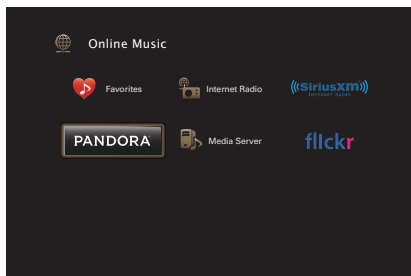 Online Music
Favorites
Internet Radio
((SiriusXM))
INTERNET RADIO
PANDORA
Media Server
flickr